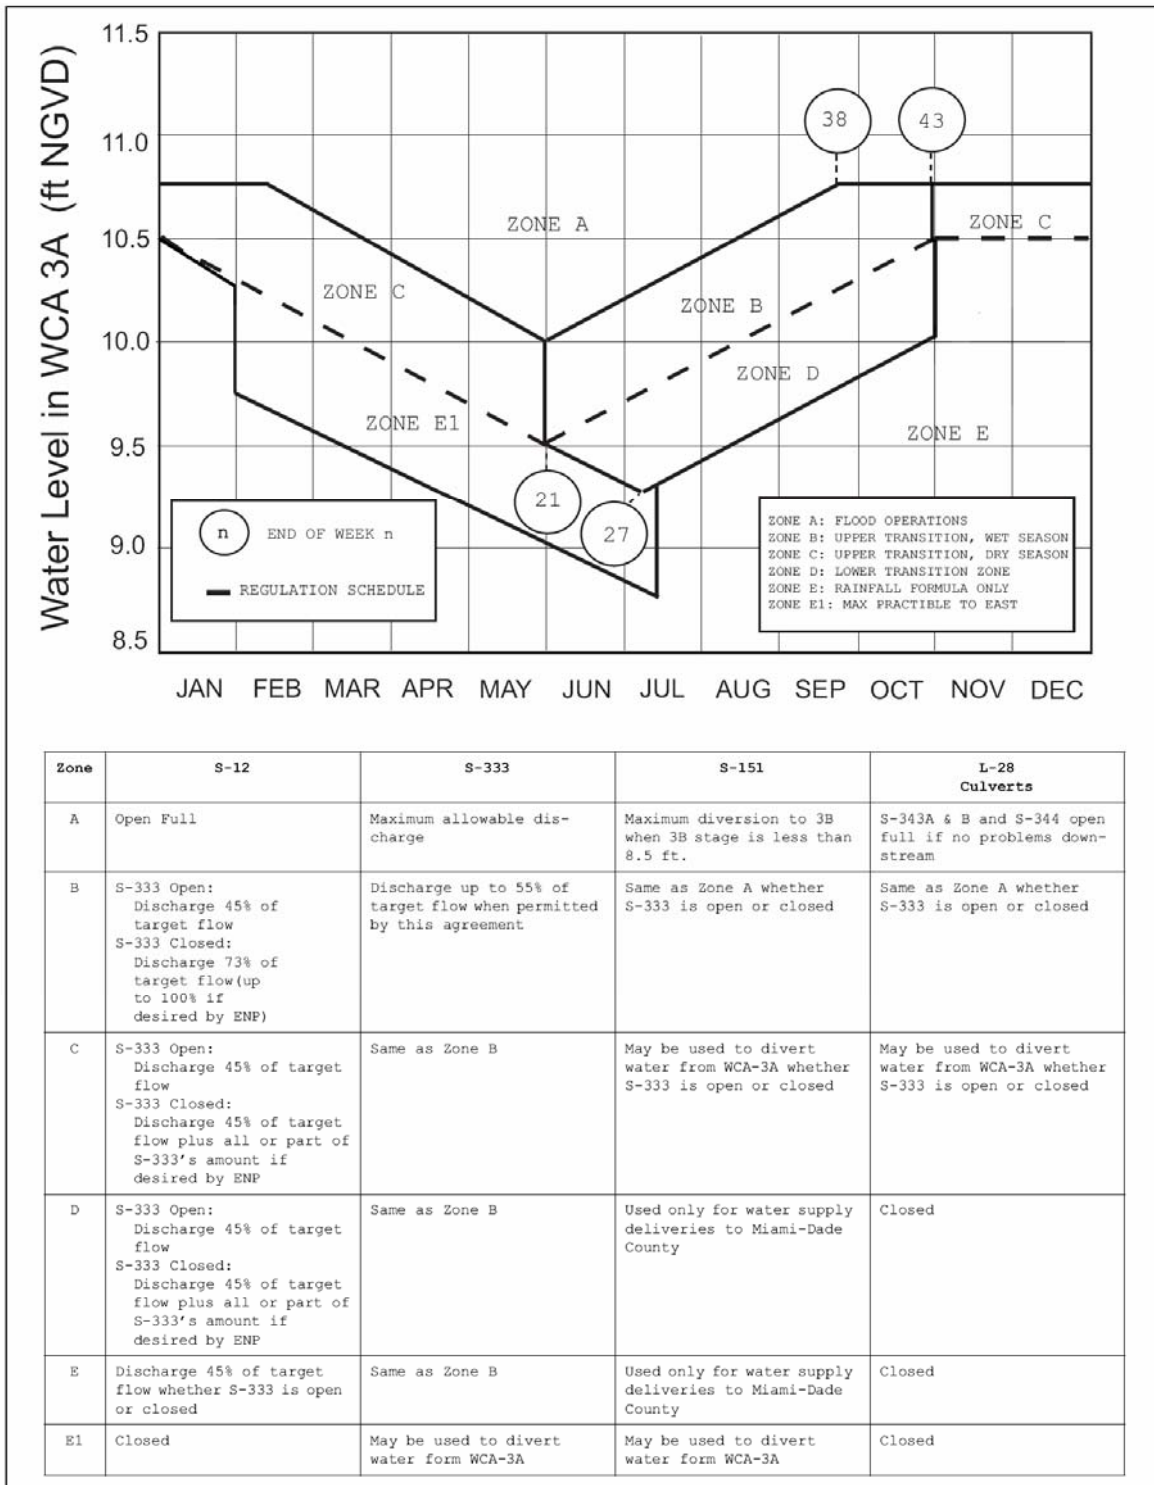 Water Level in WCA 3A (ft NGVD)
11.5
11.0
10.5
10.0
9.5
9.0
8.5
38
43
ZONE A
ZONE C
ZONE C
ZONE B
ZONE D
ZONE E1
ZONE E
21
27
n
END OF WEEK n
REGULATION SCHEDULE
ZONE A: FLOOD OPERATIONS
ZONE B: UPPER TRANSITION, WET SEASON
ZONE C: UPPER TRANSITION, DRY SEASON
ZONE D: LOWER TRANSITION ZONE
ZONE E: RAINFALL FORMULA ONLY
ZONE E1: MAX PRACTIBLE TO EAST
JAN FEB MAR APR MAY JUN JUL AUG SEP OCT NOV DEC
Zone
S-12
S-333
S-151
L-28
Culverts
A
Open Full
Maximum allowable dis-
charge
Maximum diversion to 3B
when 3B stage is less than
8.5 ft.
S-343A & B and S-344 open
full if no problems down-
stream
B
S-333 Open:
Discharge 45% of
target flow
S-333 Closed:
Discharge 73% of
target flow(up
to 100% if
desired by ENP)
Discharge up to 55% of
target flow when permitted
by this agreement
Same as Zone A whether
S-333 is open or closed
Same as Zone A whether
S-333 is open or closed
C
S-333 Open:
Discharge 45% of target
flow
S-333 Closed:
Discharge 45% of target
flow plus all or part of
S-333's amount if
desired by ENP
Same as Zone B
May be used to divert
water from WCA-3A whether
S-333 is open or closed
May be used to divert
water from WCA-3A whether
S-333 is open or closed
D
S-333 Open:
Discharge 45% of target
flow
S-333 Closed:
Discharge 45% of target
flow plus all or part of
S-333's amount if
desired by ENP
Same as Zone B
Used only for water supply
deliveries to Miami-Dade
County
Closed
E
Discharge 45% of target
flow whether S-333 is open
or closed
Same as Zone B
Used only for water supply
deliveries to Miami-Dade
County
Closed
E1
Closed
May be used to divert
water form WCA-3A
May be used to divert
water form WCA-3A
Closed